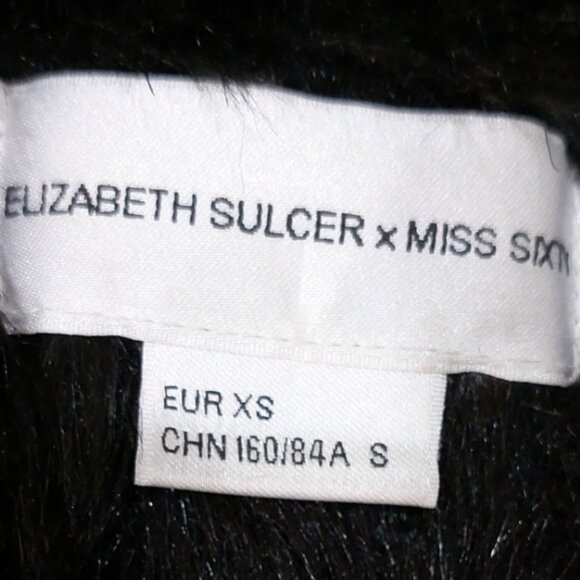 ELIZABETH SULCER x MISS SIXTY
EUR XS
CHN 160/84A S